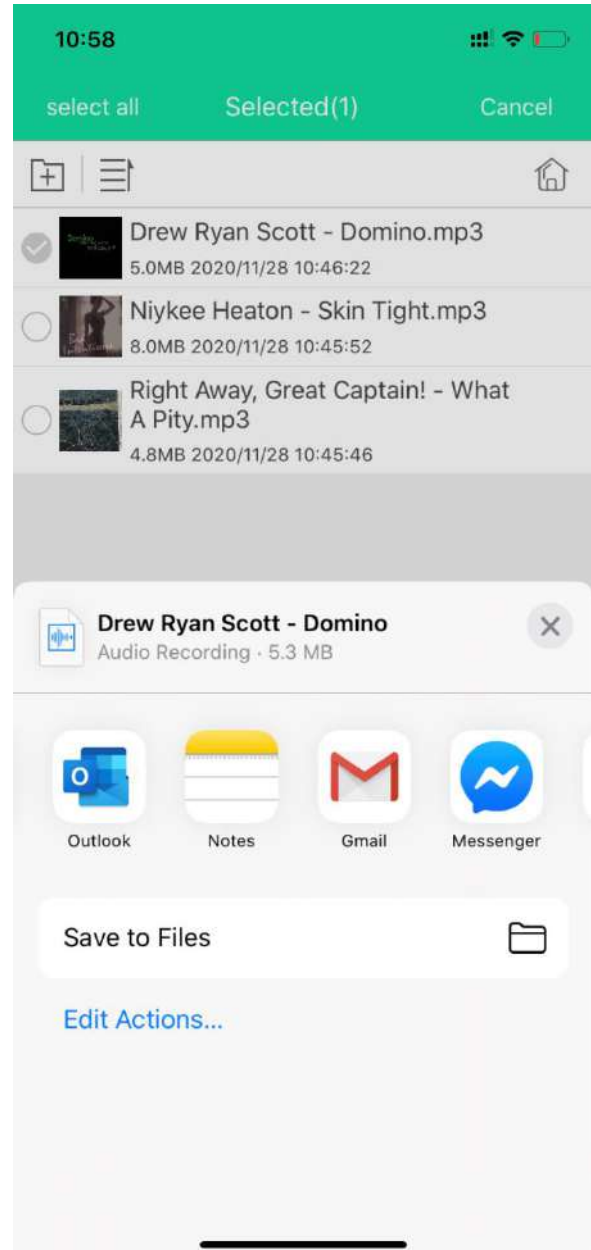 10:58
select all Selected(1) Cancel
Drew Ryan Scott - Domino.mp3
5.0MB 2020/11/28 10:46:22
Niykee Heaton - Skin Tight.mp3
8.0MB 2020/11/28 10:45:52
Right Away, Great Captain! - What
A Pity.mp3
4.8MB 2020/11/28 10:45:46
Drew Ryan Scott - Domino
Audio Recording · 5.3 MB
Outlook Notes Gmail Messenger
Save to Files
Edit Actions...